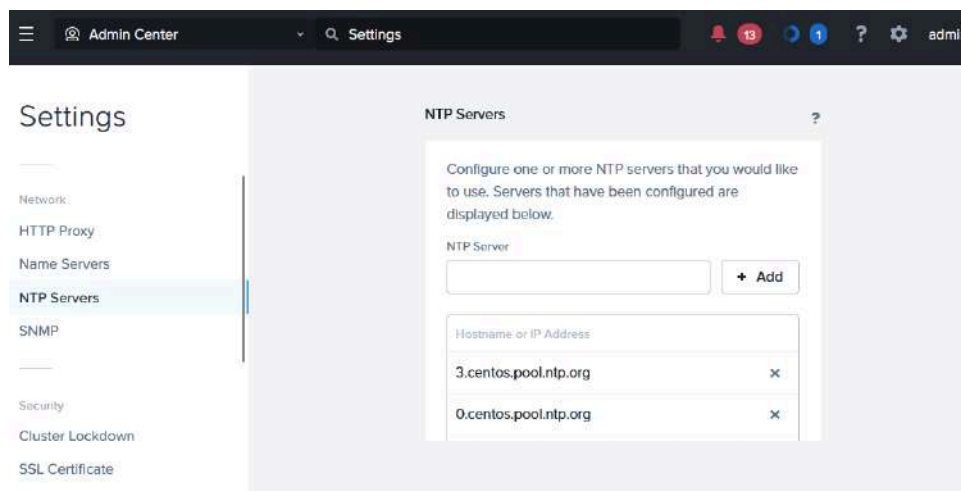 Admin Center
Settings
13
1
?
Settings
Network
HTTP Proxy
Name Servers
NTP Servers
SNMP
Security
Cluster Lockdown
SSL Certificate
NTP Servers
?
Configure one or more NTP servers that you would like
to use. Servers that have been configured are
displayed below.
NTP Server
+ Add
Hostname or IP Address
3.centos.pool.ntp.org
×
0.centos.pool.ntp.org
×